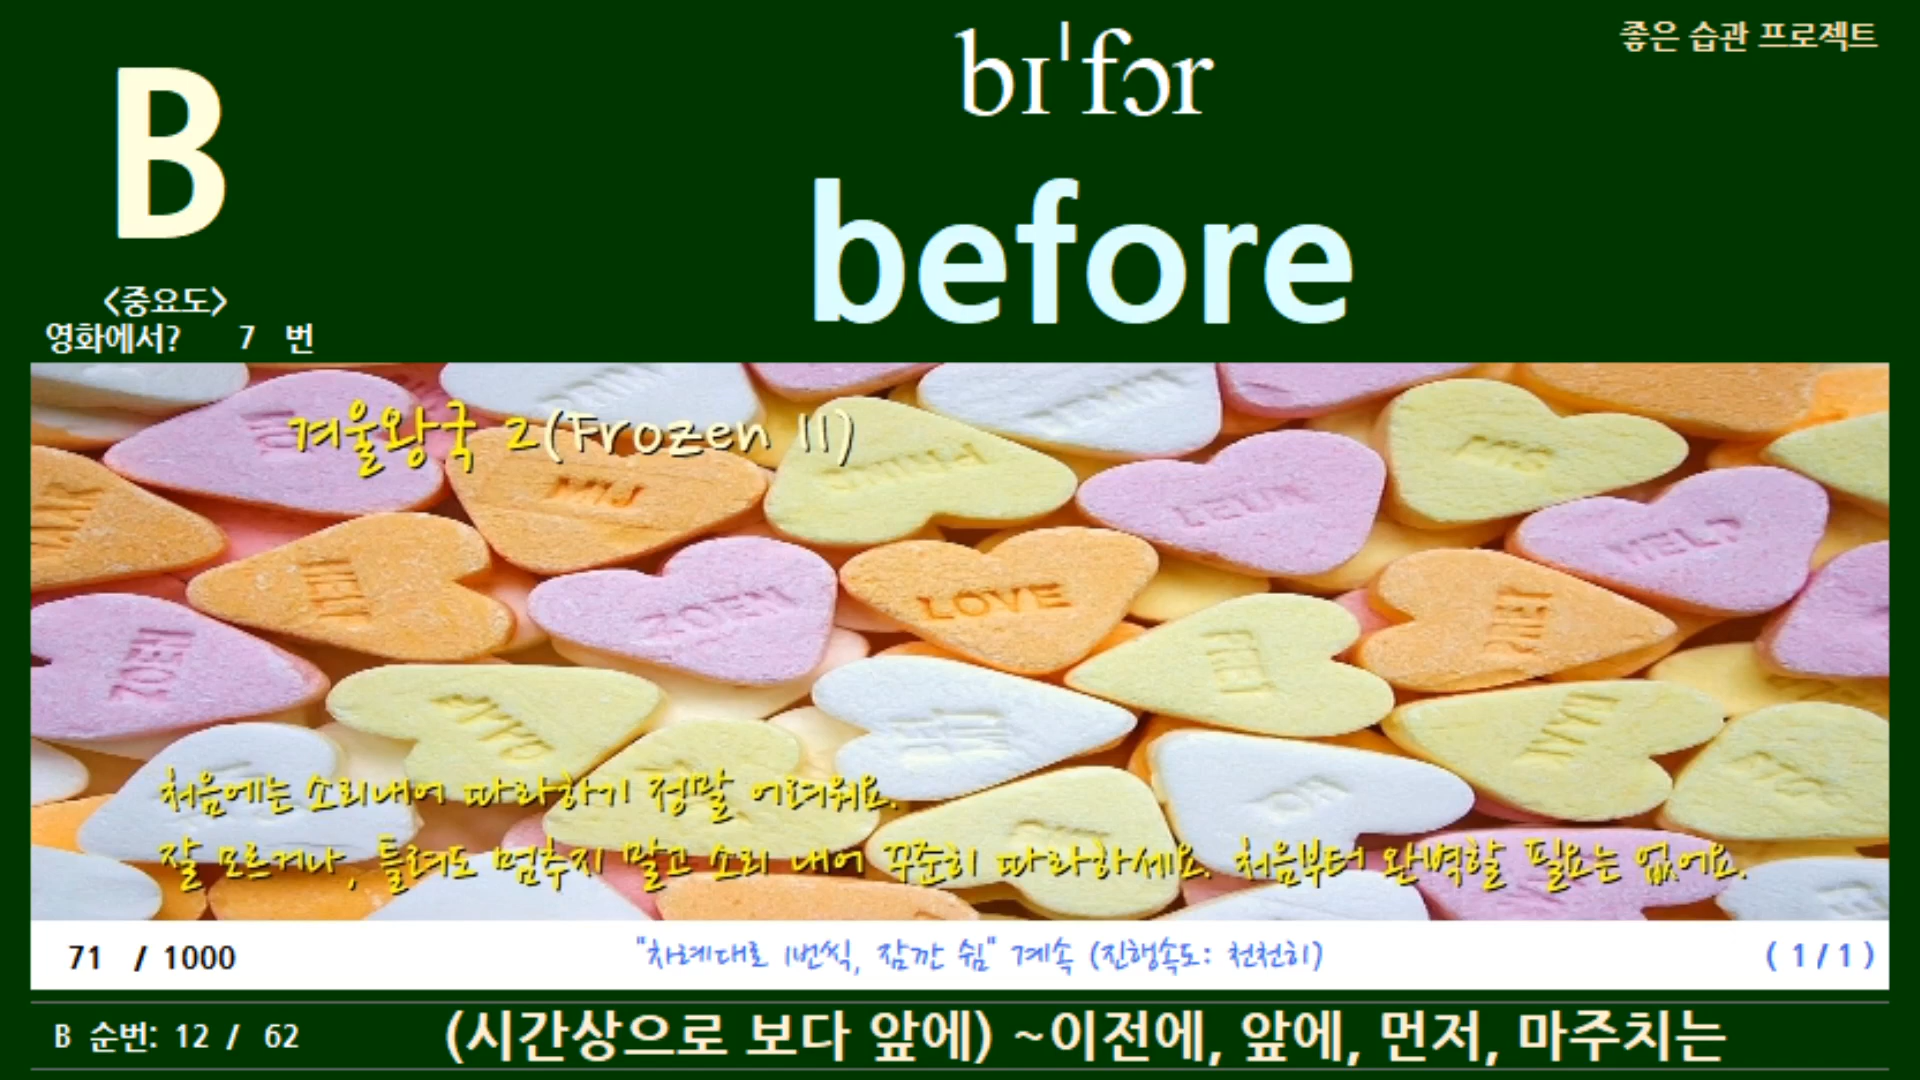 좋은 습관 프로젝트
B
bɪˈfɔr
before
<중요도>
영화에서? 7 번
겨울왕국 2(Frozen II)
MIJ
LEUK
HELP
ZOEN
LOVE
처음에는 소리내어 따라하기 정말 어려워요.
잘 모르거나, 틀려도 멈추지 말고 소리 내어 꾸준히 따라하세요. 처음부터 완벽할 필요는 없어요.
71 / 1000
"차례대로 1번씩, 잠깐 쉼" 계속 (진행속도: 천천히)
( 1 / 1 )
B 순번: 12 / 62
(시간상으로 보다 앞에) ~이전에, 앞에, 먼저, 마주치는